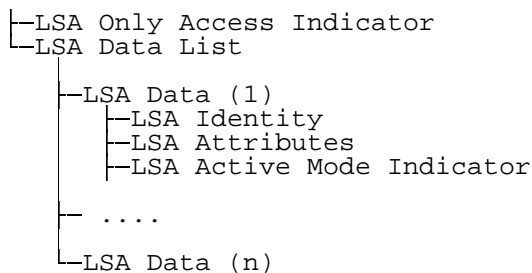 LSA Only Access Indicator
LSA Data List
LSA Data (1)
LSA Identity
LSA Attributes
LSA Active Mode Indicator
....
LSA Data (n)